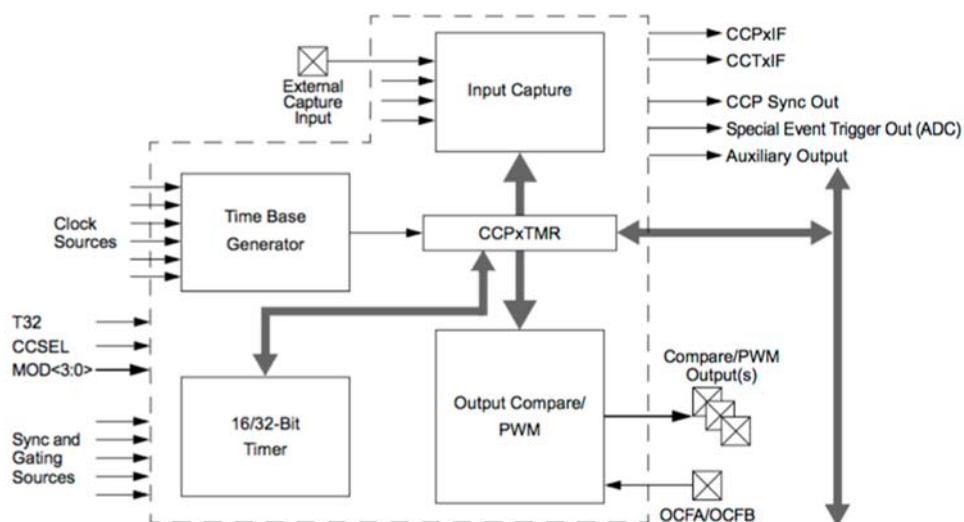 CCPxIF
CCTxIF
External
Capture
Input
Input Capture
CCP Sync Out
Special Event Trigger Out (ADC)
Auxiliary Output
Clock
Sources
Time Base
Generator
CCPxTMR
T32
CCSEL
MOD<3:0>
16/32-Bit
Timer
Output Compare/
PWM
Compare/PWM
Output(s)
Sync and
Gating
Sources
OCFA/OCFB